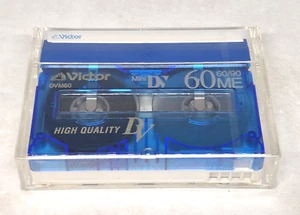 Victor
Victor
DVM60
Mini DV
60 60/90
ME
HIGH QUALITY DV